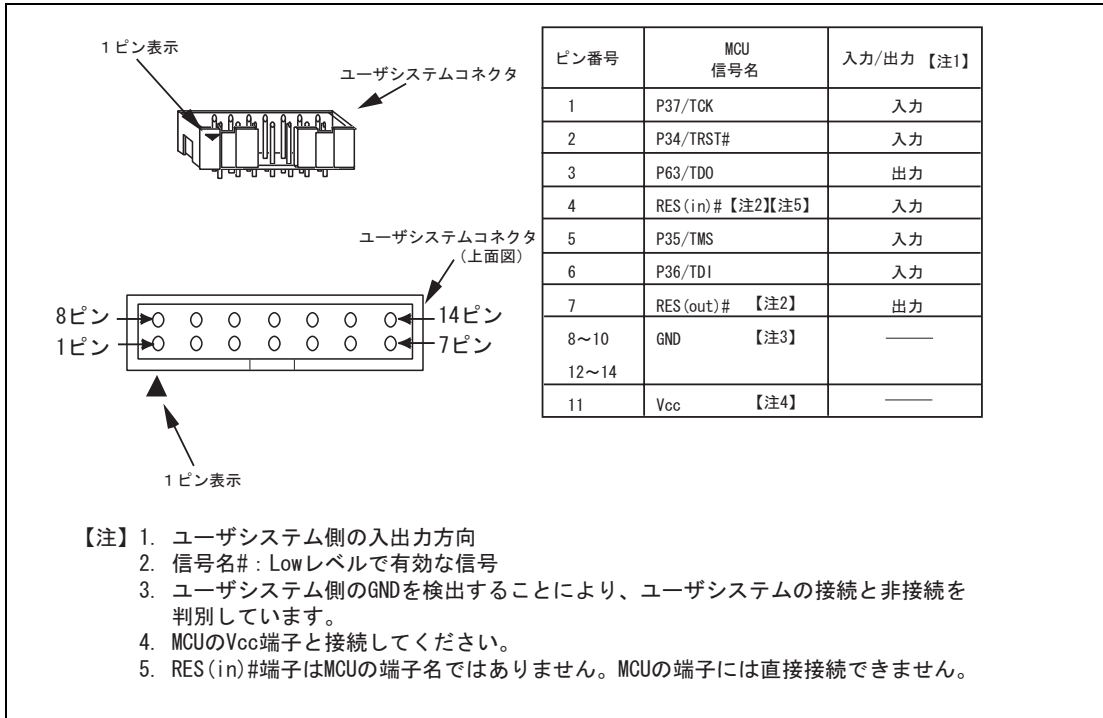 1ピン表示
ユーザシステムコネクタ
ユーザシステムコネクタ
(上面図)
8ピン
14ピン
1ピン
7ピン
1ピン表示
ピン番号 MCU 信号名 入力/出力 【注1】
1 P37/TCK 入力
2 P34/TRST# 入力
3 P63/TDO 出力
4 RES(in)#【注2】【注5】 入力
5 P35/TMS 入力
6 P36/TDI 入力
7 RES(out)# 【注2】 出力
8~10 GND 【注3】 ——
12~14
11 Vcc 【注4】 ——
【注】1. ユーザシステム側の入出力方向
2. 信号名#:Lowレベルで有効な信号
3. ユーザシステム側のGNDを検出することにより、ユーザシステムの接続と非接続を
判別しています。
4. MCUのVcc端子と接続してください。
5. RES(in)#端子はMCUの端子名ではありません。MCUの端子には直接接続できません。